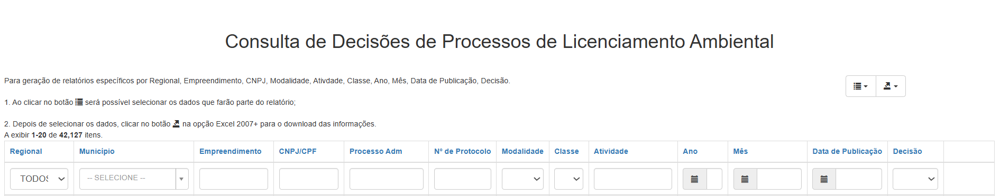 Consulta de Decisões de Processos de Licenciamento Ambiental
Para geração de relatórios específicos por Regional, Empreendimento, CNPJ, Modalidade, Ativdade, Classe, Ano, Mês, Data de Publicação, Decisão.
1. Ao clicar no botão será possível selecionar os dados que farão parte do relatório;
2. Depois de selecionar os dados, clicar no botão na opção Excel 2007+ para o download das informações.
A exibir 1-20 de 42,127 itens.
Regional Município Empreendimento CNPJ/CPF Processo Adm Nº de Protocolo Modalidade Classe Atividade Ano Mês Data de Publicação Decisão
TODOS -- SELECIONE --